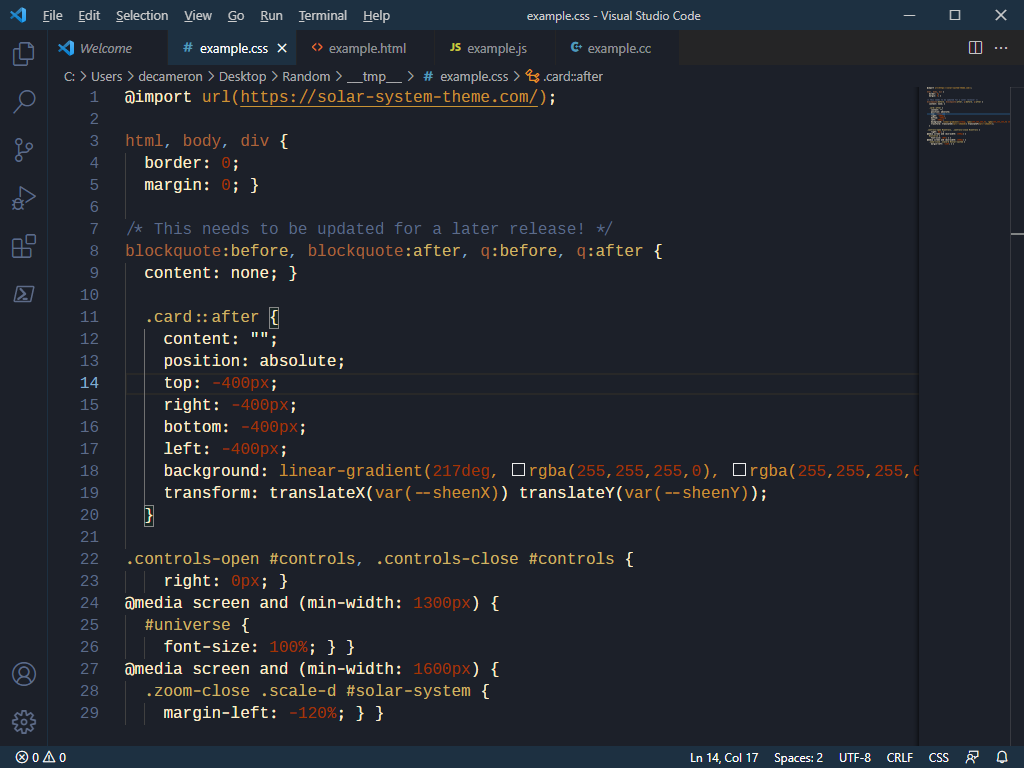 File Edit Selection View Go Run Terminal Help example.css - Visual Studio Code
Welcome # example.css × <> example.html JS example.js C+ example.cc ···
C: > Users > decameron > Desktop > Random > __tmp__ > # example.css > .card::after
1 @import url(https://solar-system-theme.com/);
2
3 html, body, div {
4 border: 0;
5 margin: 0; }
6
7 /* This needs to be updated for a later release! */
8 blockquote:before, blockquote:after, q:before, q:after {
9 content: none; }
10
11 .card::after {
12 content: "";
13 position: absolute;
14 top: -400px;
15 right: -400px;
16 bottom: -400px;
17 left: -400px;
18 background: linear-gradient(217deg, rgba(255,255,255,0), rgba(255,255,255,0
19 transform: translateX(var(--sheenX)) translateY(var(--sheenY));
20 }
21
22 .controls-open #controls, .controls-close #controls {
23 right: 0px; }
24 @media screen and (min-width: 1300px) {
25 #universe {
26 font-size: 100%; } }
27 @media screen and (min-width: 1600px) {
28 .zoom-close .scale-d #solar-system {
29 margin-left: -120%; } }
0 0 Ln 14, Col 17 Spaces: 2 UTF-8 CRLF CSS